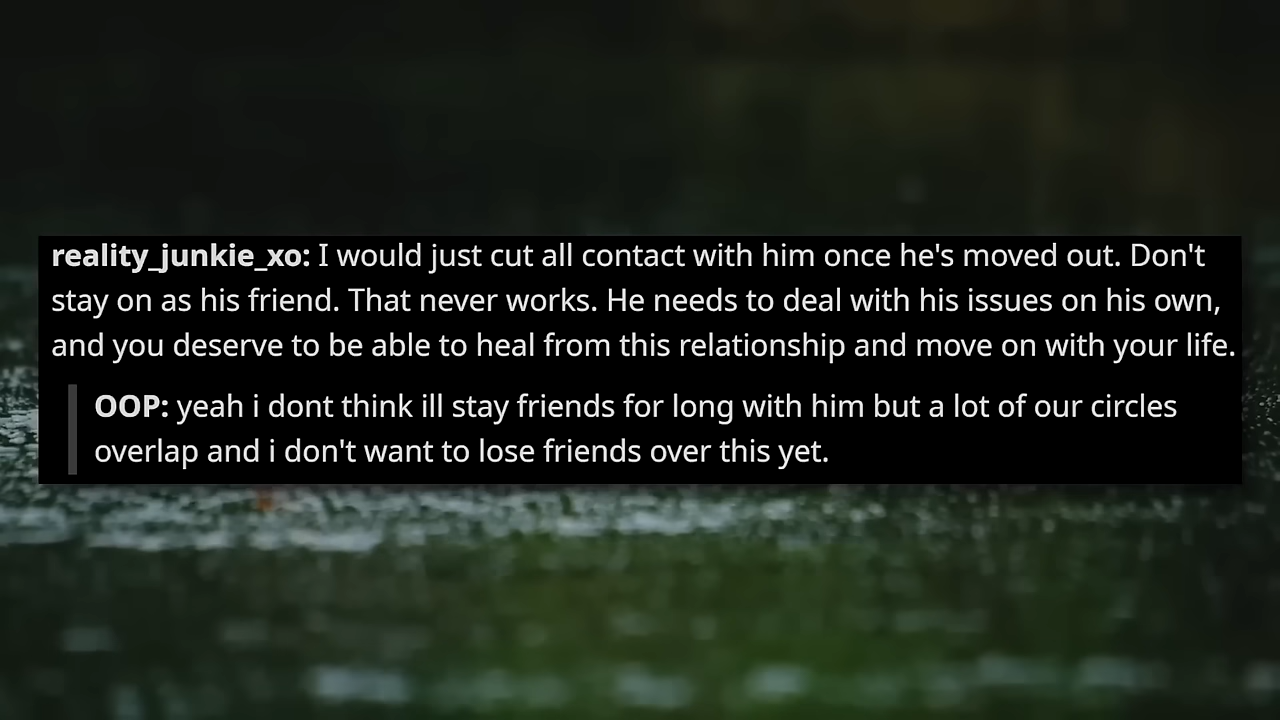 reality_junkie_xo: I would just cut all contact with him once he's moved out. Don't
stay on as his friend. That never works. He needs to deal with his issues on his own,
and you deserve to be able to heal from this relationship and move on with your life.
OOP: yeah i dont think ill stay friends for long with him but a lot of our circles
overlap and i don't want to lose friends over this yet.